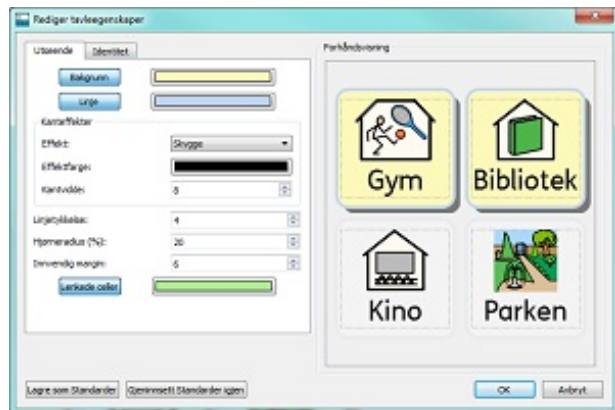 Rediger tavleegenskaper
Utseende Identitet
Bakgrunn
Linje
Kanteffekter
Effekt: Skygge
Effektfarge:
Kantvidde: 8
Linjetykkelse: 4
Hjørneradius (%): 20
Innvendig margin: 6
Lenkede celler
Lagre som Standarder Gjeninnsett Standarder igjen
Forhåndsvisning
Gym
Bibliotek
Kino
Parken
OK Avbryt